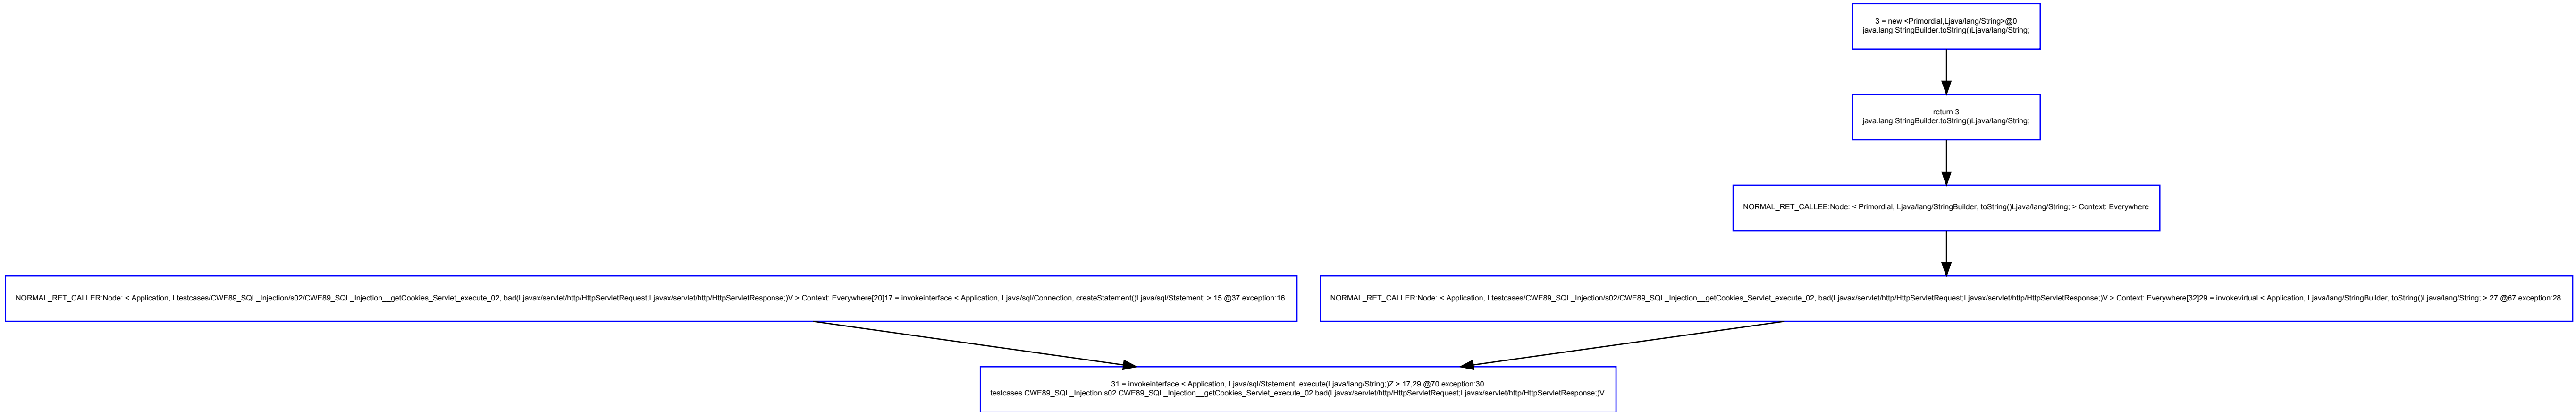 3 = new <Primordial,Ljava/lang/String>@0
java.lang.StringBuilder.toString()Ljava/lang/String;
return 3
java.lang.StringBuilder.toString()Ljava/lang/String;
NORMAL_RET_CALLEE:Node: < Primordial, Ljava/lang/StringBuilder, toString()Ljava/lang/String; > Context: Everywhere
NORMAL_RET_CALLER:Node: < Application, Ltestcases/CWE89_SQL_Injection/s02/CWE89_SQL_Injection__getCookies_Servlet_execute_02, bad(Ljavax/servlet/http/HttpServletRequest;Ljavax/servlet/http/HttpServletResponse;)V > Context: Everywhere[20]17 = invokeinterface < Application, Ljava/sql/Connection, createStatement()Ljava/sql/Statement; > 15 @37 exception:16
NORMAL_RET_CALLER:Node: < Application, Ltestcases/CWE89_SQL_Injection/s02/CWE89_SQL_Injection__getCookies_Servlet_execute_02, bad(Ljavax/servlet/http/HttpServletRequest;Ljavax/servlet/http/HttpServletResponse;)V > Context: Everywhere[32]29 = invokevirtual < Application, Ljava/lang/StringBuilder, toString()Ljava/lang/String; > 27 @67 exception:28
31 = invokeinterface < Application, Ljava/sql/Statement, execute(Ljava/lang/String;)Z > 17,29 @70 exception:30
testcases.CWE89_SQL_Injection.s02.CWE89_SQL_Injection__getCookies_Servlet_execute_02.bad(Ljavax/servlet/http/HttpServletRequest;Ljavax/servlet/http/HttpServletResponse;)V